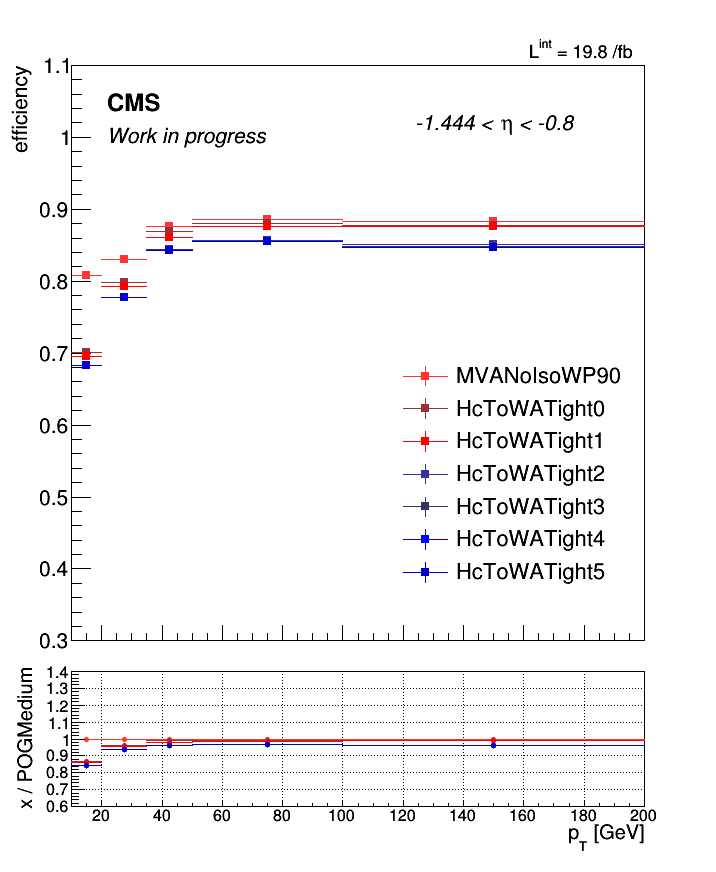 L^int = 19.8 /fb
efficiency
1.1
CMS
Work in progress
-1.444 < η < -0.8
1
0.9
0.8
0.7
0.6
0.5
0.4
0.3
MVANoIsoWP90
HcToWATight0
HcToWATight1
HcToWATight2
HcToWATight3
HcToWATight4
HcToWATight5
x / POGMedium
1.4
1.3
1.2
1.1
1
0.9
0.8
0.7
0.6
20 40 60 80 100 120 140 160 180 200
p_T [GeV]